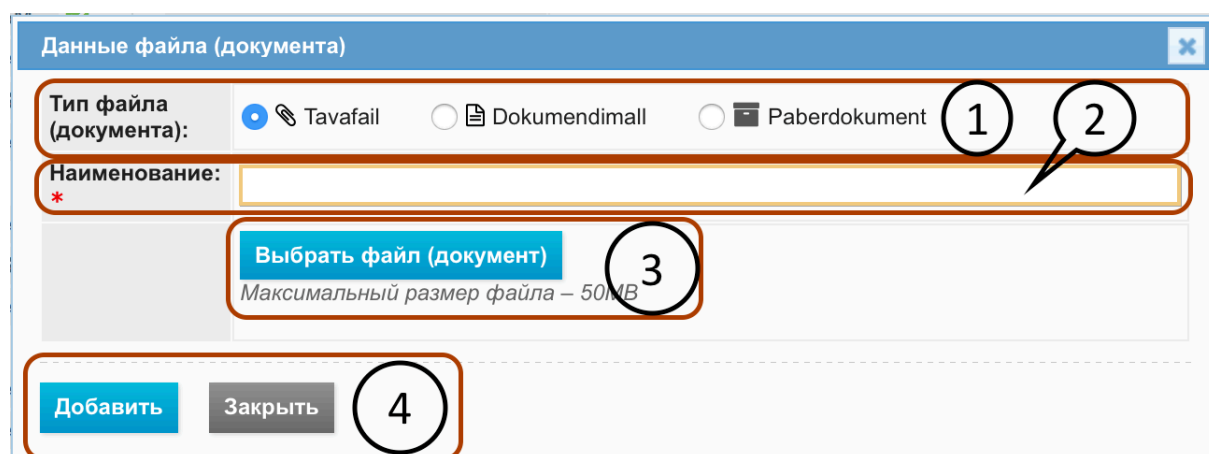 Данные файла (документа)
Тип файла
(документа):
Tavafail Dokumendimall Paberdokument 1 2
Наименование:
*
Выбрать файл (документ)
Максимальный размер файла – 50MB
3
Добавить Закрыть 4